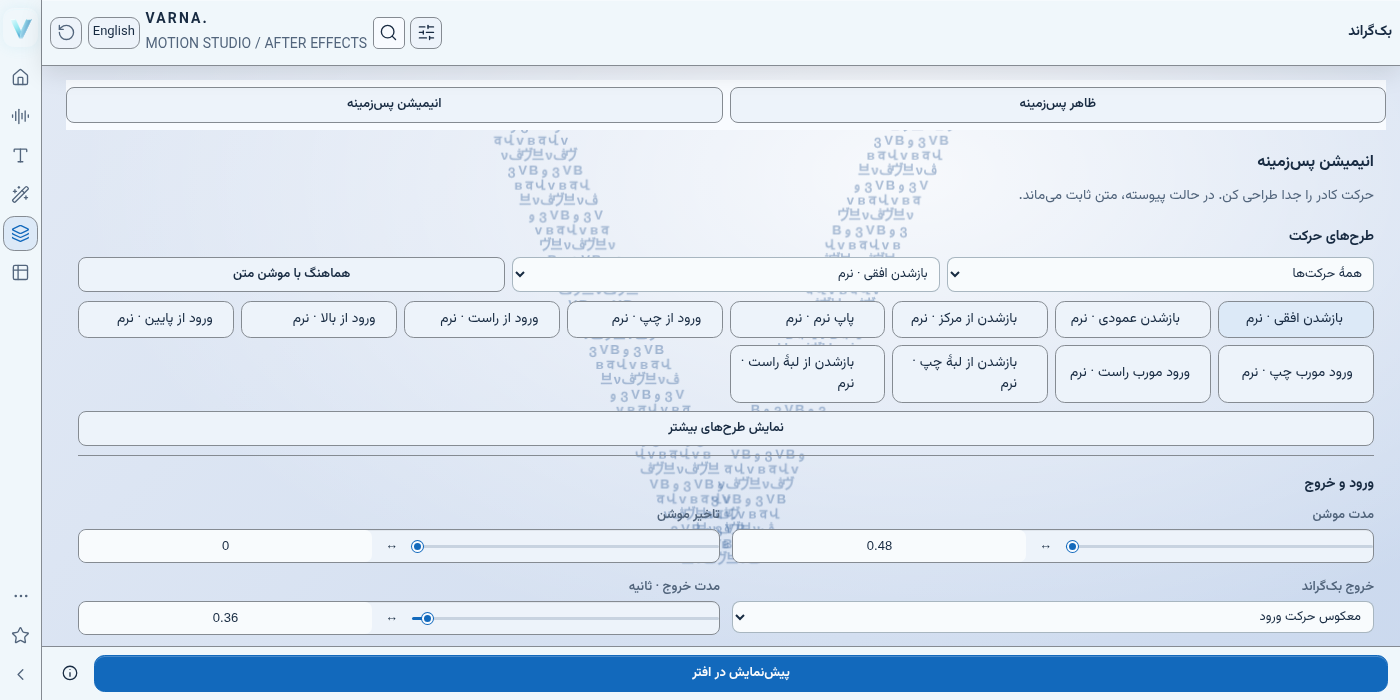 بک‌گراند
VARNA.
MOTION STUDIO / AFTER EFFECTS
English
ظاهر پس‌زمینه
انیمیشن پس‌زمینه
انیمیشن پس‌زمینه
حرکت کادر را جدا طراحی کن. در حالت پیوسته، متن ثابت می‌ماند.
طرح‌های حرکت
همهٔ حرکت‌ها
بازشدن افقی · نرم
هماهنگ با موشن متن
بازشدن افقی · نرم
بازشدن عمودی · نرم
بازشدن از مرکز · نرم
پاپ نرم · نرم
ورود از چپ · نرم
ورود از راست · نرم
ورود از بالا · نرم
ورود از پایین · نرم
ورود مورب چپ · نرم
ورود مورب راست · نرم
بازشدن از لبهٔ چپ ·
نرم
بازشدن از لبهٔ راست ·
نرم
نمایش طرح‌های بیشتر
ورود و خروج
مدت موشن
تاخیر موشن
0.48
0
خروج بک‌گراند
مدت خروج · ثانیه
معکوس حرکت ورود
0.36
پیش‌نمایش در افتر